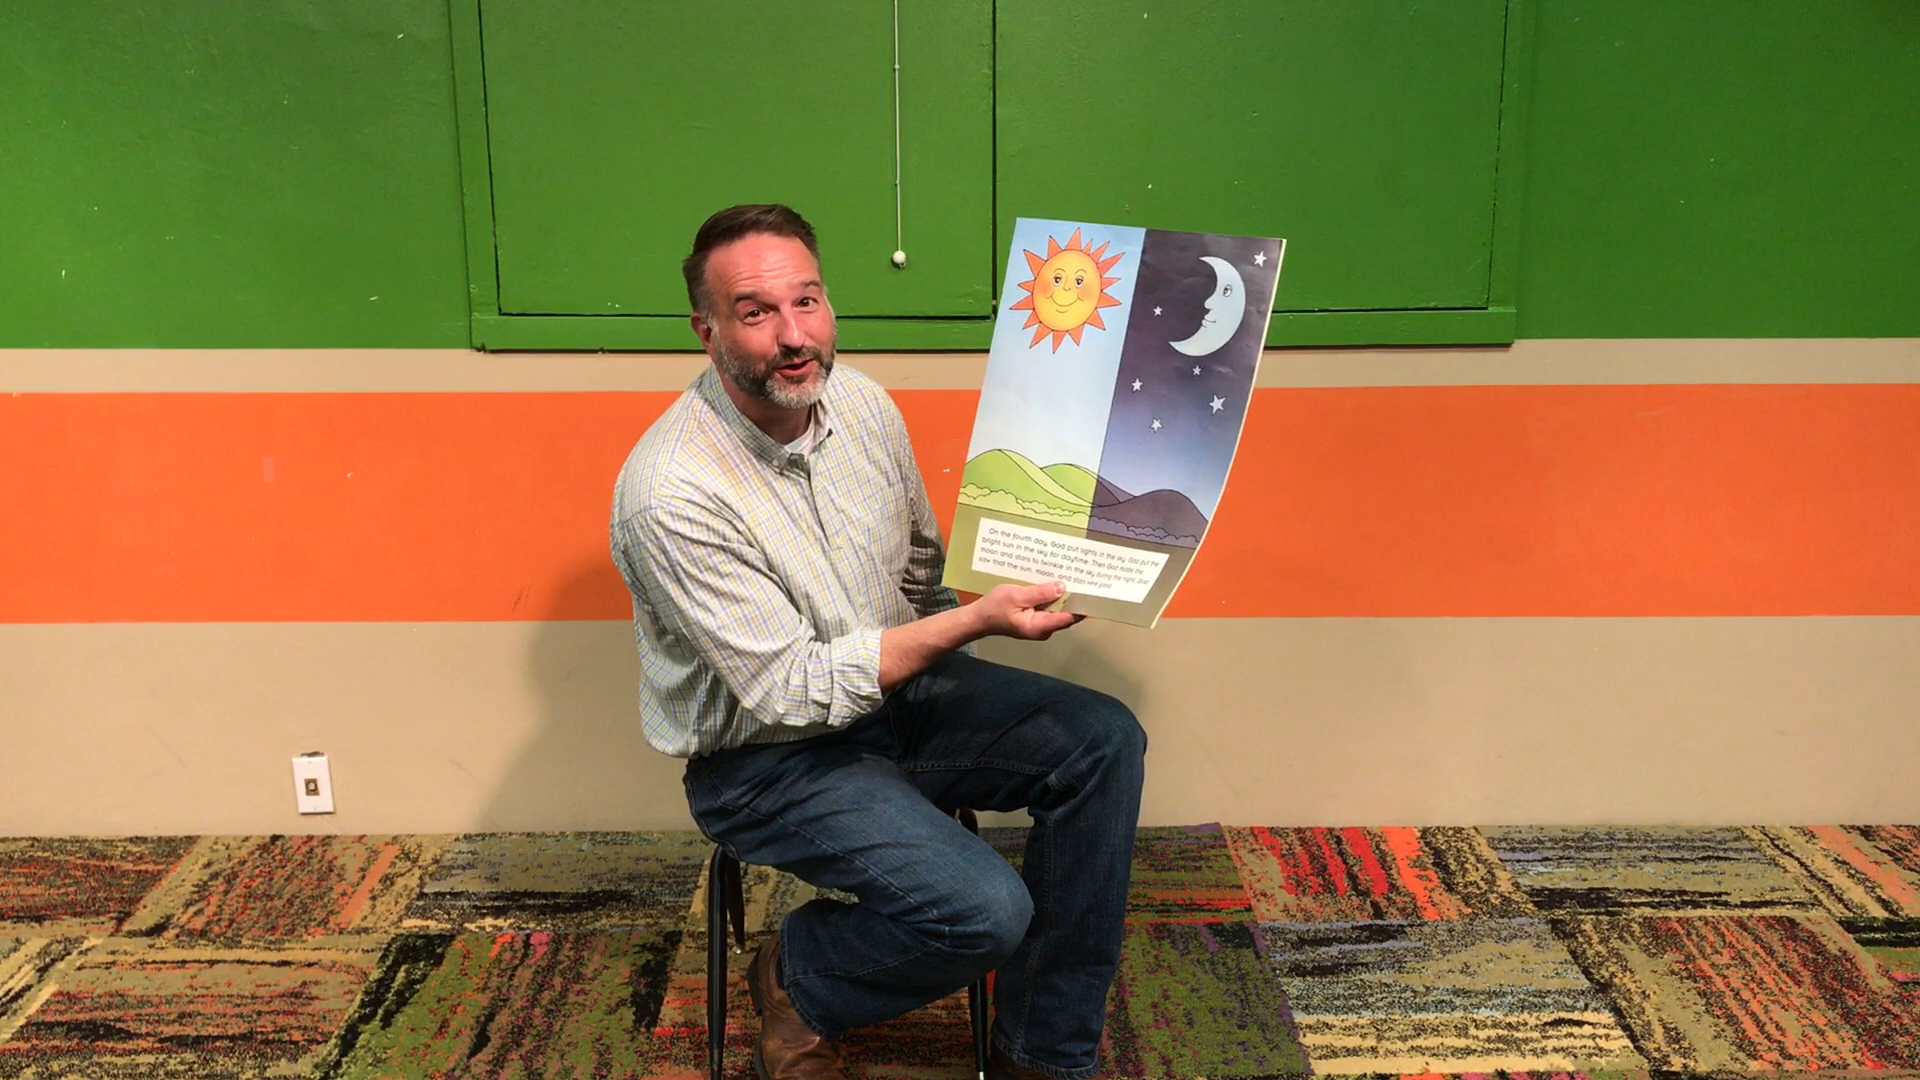 On the fourth day, God put lights in the sky. God put the
bright sun in the sky for daytime. Then God made the
moon and stars to twinkle in the sky during the night. God
saw that the sun, moon, and stars were good.